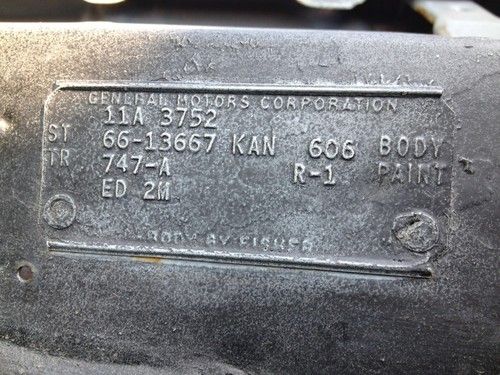 GENERAL MOTORS CORPORATION
11A 3752
ST 66-13667 KAN 606 BODY
TR 747-A R-1 PAINT
ED 2M
BODY BY FISHER